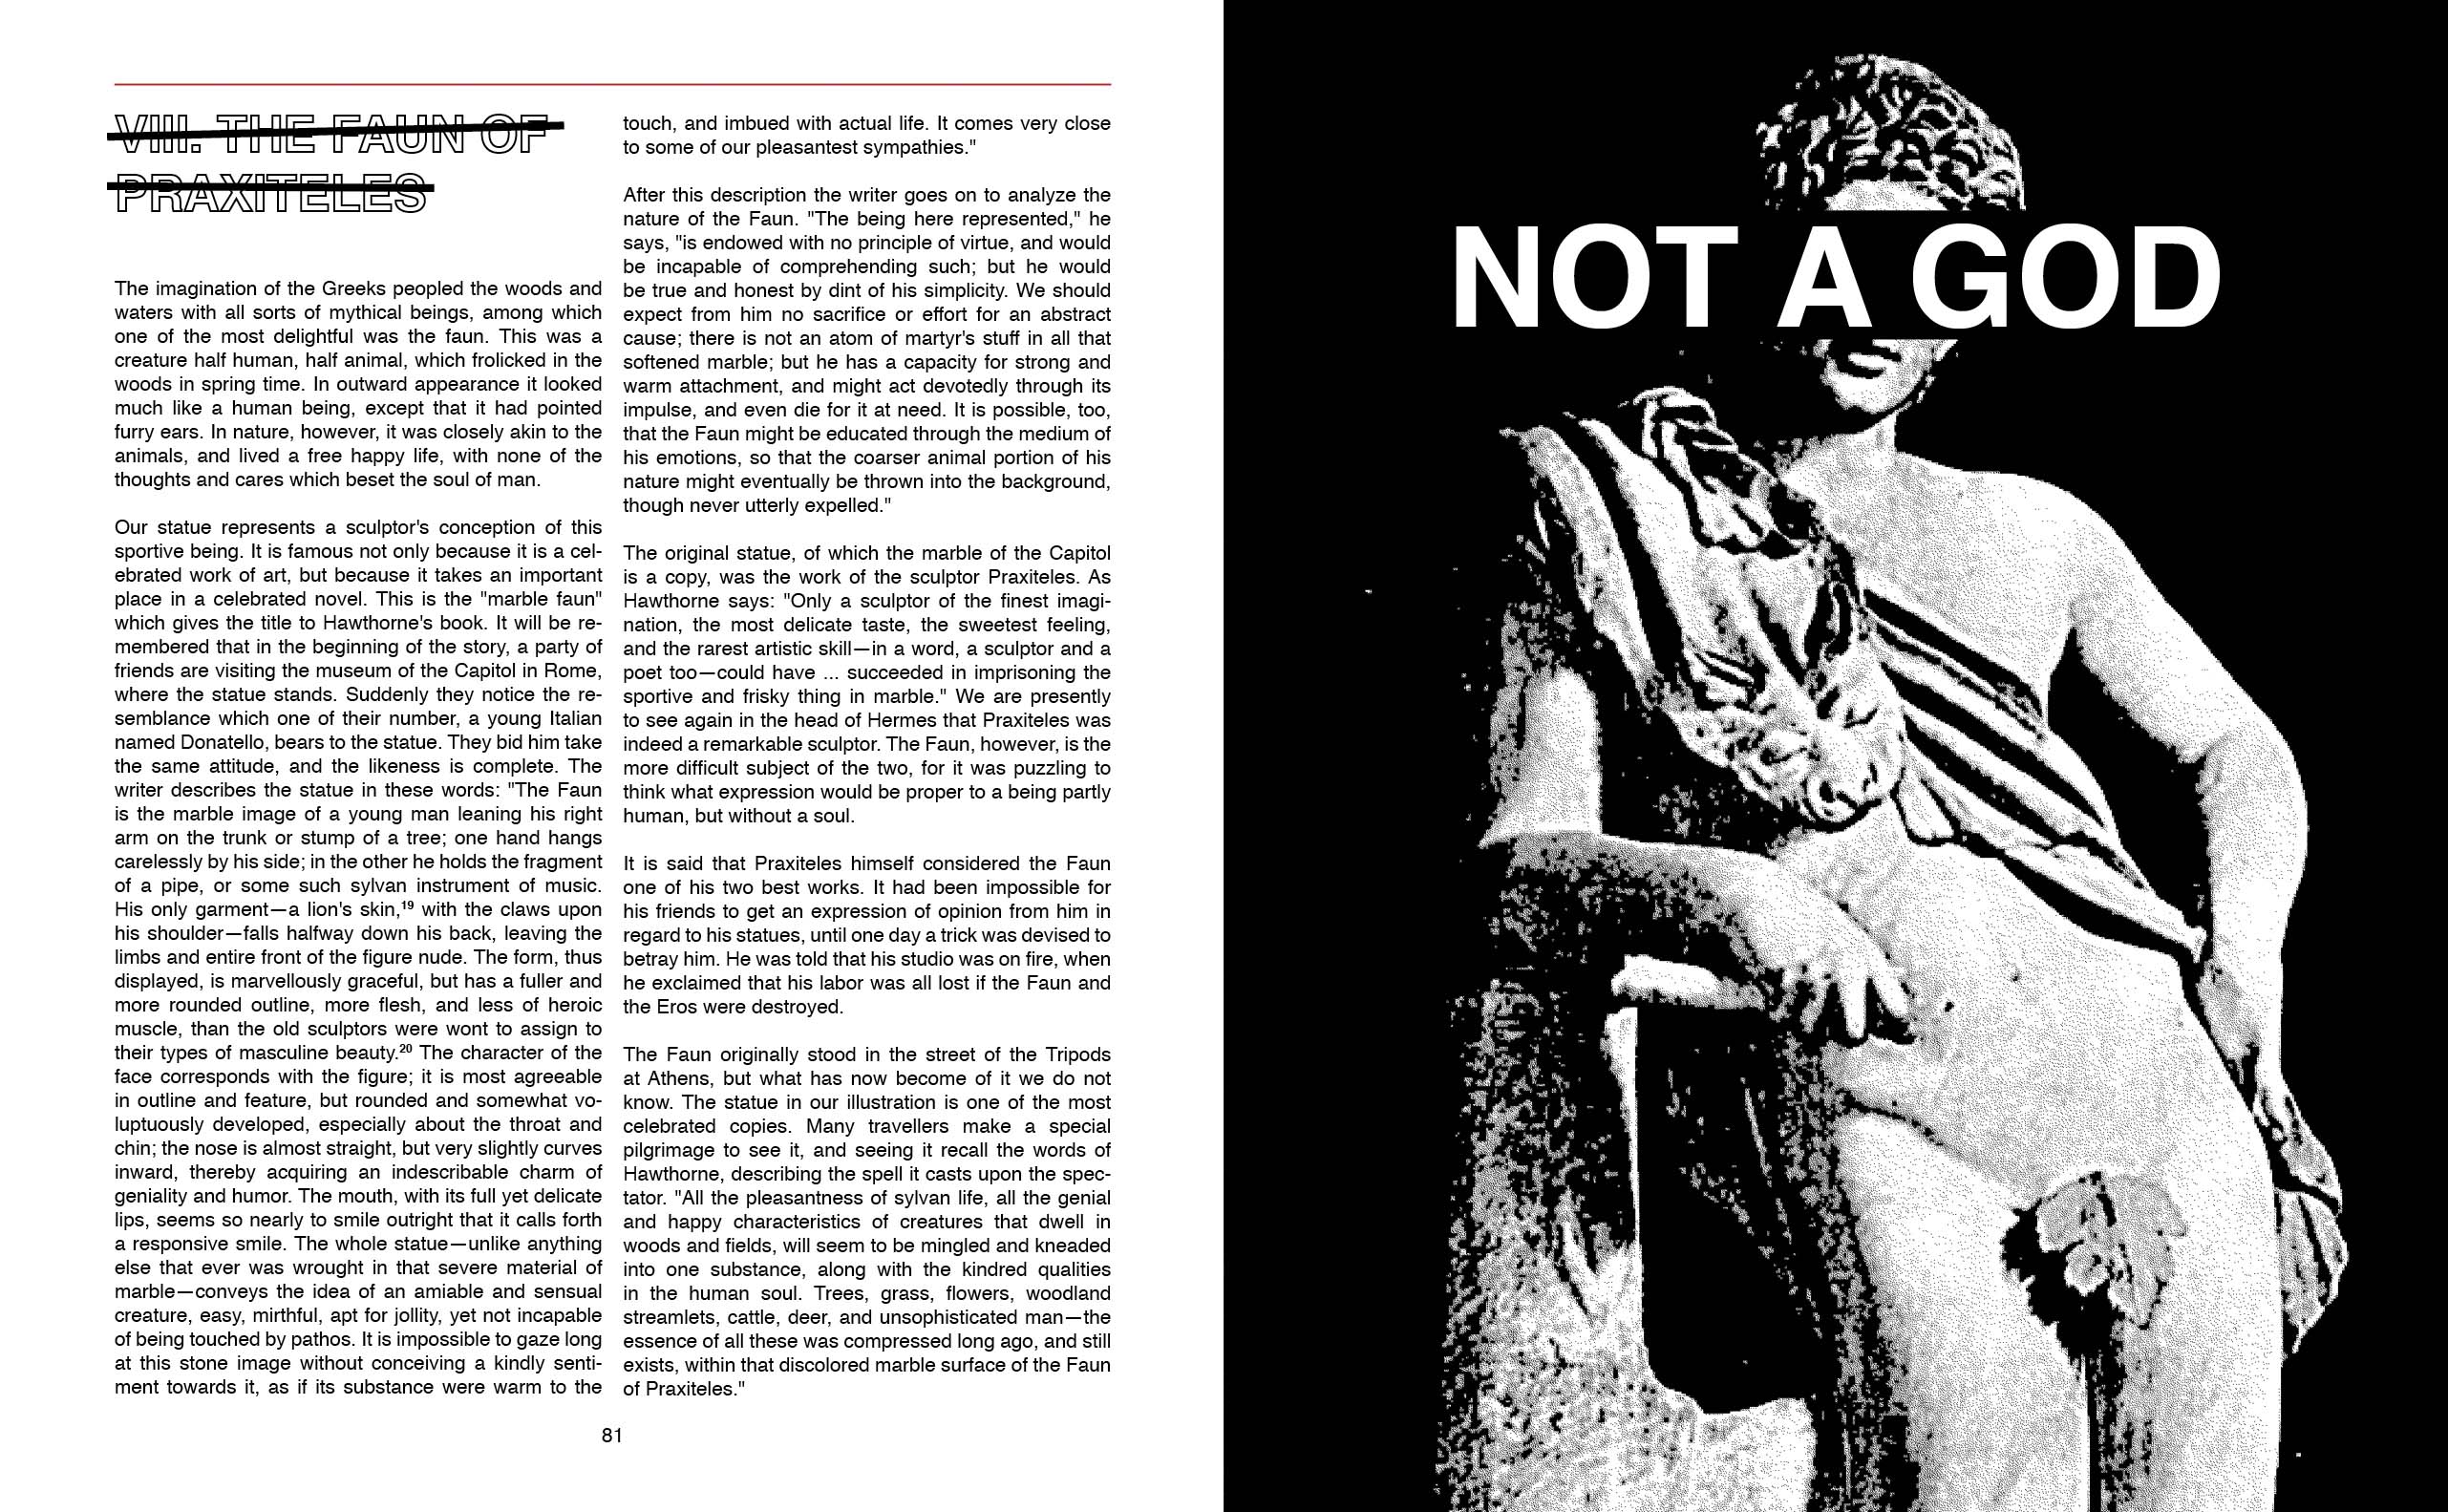 VIII. THE FAUN OF
PRAXITELES
The imagination of the Greeks peopled the woods and
waters with all sorts of mythical beings, among which
one of the most delightful was the faun. This was a
creature half human, half animal, which frolicked in the
woods in spring time. In outward appearance it looked
much like a human being, except that it had pointed
furry ears. In nature, however, it was closely akin to the
animals, and lived a free happy life, with none of the
thoughts and cares which beset the soul of man.
Our statue represents a sculptor's conception of this
sportive being. It is famous not only because it is a cel-
ebrated work of art, but because it takes an important
place in a celebrated novel. This is the "marble faun"
which gives the title to Hawthorne's book. It will be re-
membered that in the beginning of the story, a party of
friends are visiting the museum of the Capitol in Rome,
where the statue stands. Suddenly they notice the re-
semblance which one of their number, a young Italian
named Donatello, bears to the statue. They bid him take
the same attitude, and the likeness is complete. The
writer describes the statue in these words: "The Faun
is the marble image of a young man leaning his right
arm on the trunk or stump of a tree; one hand hangs
carelessly by his side; in the other he holds the fragment
of a pipe, or some such sylvan instrument of music.
His only garment—a lion's skin,¹⁹ with the claws upon
his shoulder—falls halfway down his back, leaving the
limbs and entire front of the figure nude. The form, thus
displayed, is marvellously graceful, but has a fuller and
more rounded outline, more flesh, and less of heroic
muscle, than the old sculptors were wont to assign to
their types of masculine beauty.²⁰ The character of the
face corresponds with the figure; it is most agreeable
in outline and feature, but rounded and somewhat vo-
luptuously developed, especially about the throat and
chin; the nose is almost straight, but very slightly curves
inward, thereby acquiring an indescribable charm of
geniality and humor. The mouth, with its full yet delicate
lips, seems so nearly to smile outright that it calls forth
a responsive smile. The whole statue—unlike anything
else that ever was wrought in that severe material of
marble—conveys the idea of an amiable and sensual
creature, easy, mirthful, apt for jollity, yet not incapable
of being touched by pathos. It is impossible to gaze long
at this stone image without conceiving a kindly senti-
ment towards it, as if its substance were warm to the
touch, and imbued with actual life. It comes very close
to some of our pleasantest sympathies."
After this description the writer goes on to analyze the
nature of the Faun. "The being here represented," he
says, "is endowed with no principle of virtue, and would
be incapable of comprehending such; but he would
be true and honest by dint of his simplicity. We should
expect from him no sacrifice or effort for an abstract
cause; there is not an atom of martyr's stuff in all that
softened marble; but he has a capacity for strong and
warm attachment, and might act devotedly through its
impulse, and even die for it at need. It is possible, too,
that the Faun might be educated through the medium of
his emotions, so that the coarser animal portion of his
nature might eventually be thrown into the background,
though never utterly expelled."
The original statue, of which the marble of the Capitol
is a copy, was the work of the sculptor Praxiteles. As
Hawthorne says: "Only a sculptor of the finest imagi-
nation, the most delicate taste, the sweetest feeling,
and the rarest artistic skill—in a word, a sculptor and a
poet too—could have ... succeeded in imprisoning the
sportive and frisky thing in marble." We are presently
to see again in the head of Hermes that Praxiteles was
indeed a remarkable sculptor. The Faun, however, is the
more difficult subject of the two, for it was puzzling to
think what expression would be proper to a being partly
human, but without a soul.
It is said that Praxiteles himself considered the Faun
one of his two best works. It had been impossible for
his friends to get an expression of opinion from him in
regard to his statues, until one day a trick was devised to
betray him. He was told that his studio was on fire, when
he exclaimed that his labor was all lost if the Faun and
the Eros were destroyed.
The Faun originally stood in the street of the Tripods
at Athens, but what has now become of it we do not
know. The statue in our illustration is one of the most
celebrated copies. Many travellers make a special
pilgrimage to see it, and seeing it recall the words of
Hawthorne, describing the spell it casts upon the spec-
tator. "All the pleasantness of sylvan life, all the genial
and happy characteristics of creatures that dwell in
woods and fields, will seem to be mingled and kneaded
into one substance, along with the kindred qualities
in the human soul. Trees, grass, flowers, woodland
streamlets, cattle, deer, and unsophisticated man—the
essence of all these was compressed long ago, and still
exists, within that discolored marble surface of the Faun
of Praxiteles."
81
NOT A GOD